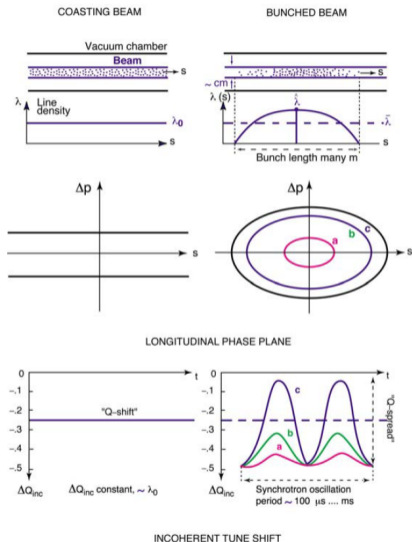 COASTING BEAM
BUNCHED BEAM
Vacuum chamber
Beam
s
s
~ cm
λ
Line
density
λ0
s
λ (s)
λ̂
λ̄
s
Bunch length many m
Δp
s
Δp
a
b
c
s
LONGITUDINAL PHASE PLANE
0
-.1
-.2
-.3
-.4
-.5
t
"Q-shift"
ΔQinc
ΔQinc constant, ~ λ0
0
-.1
-.2
-.3
-.4
-.5
t
c
b
a
"Q-spread"
ΔQinc
Synchrotron oscillation
period ~ 100 μs .... ms
INCOHERENT TUNE SHIFT